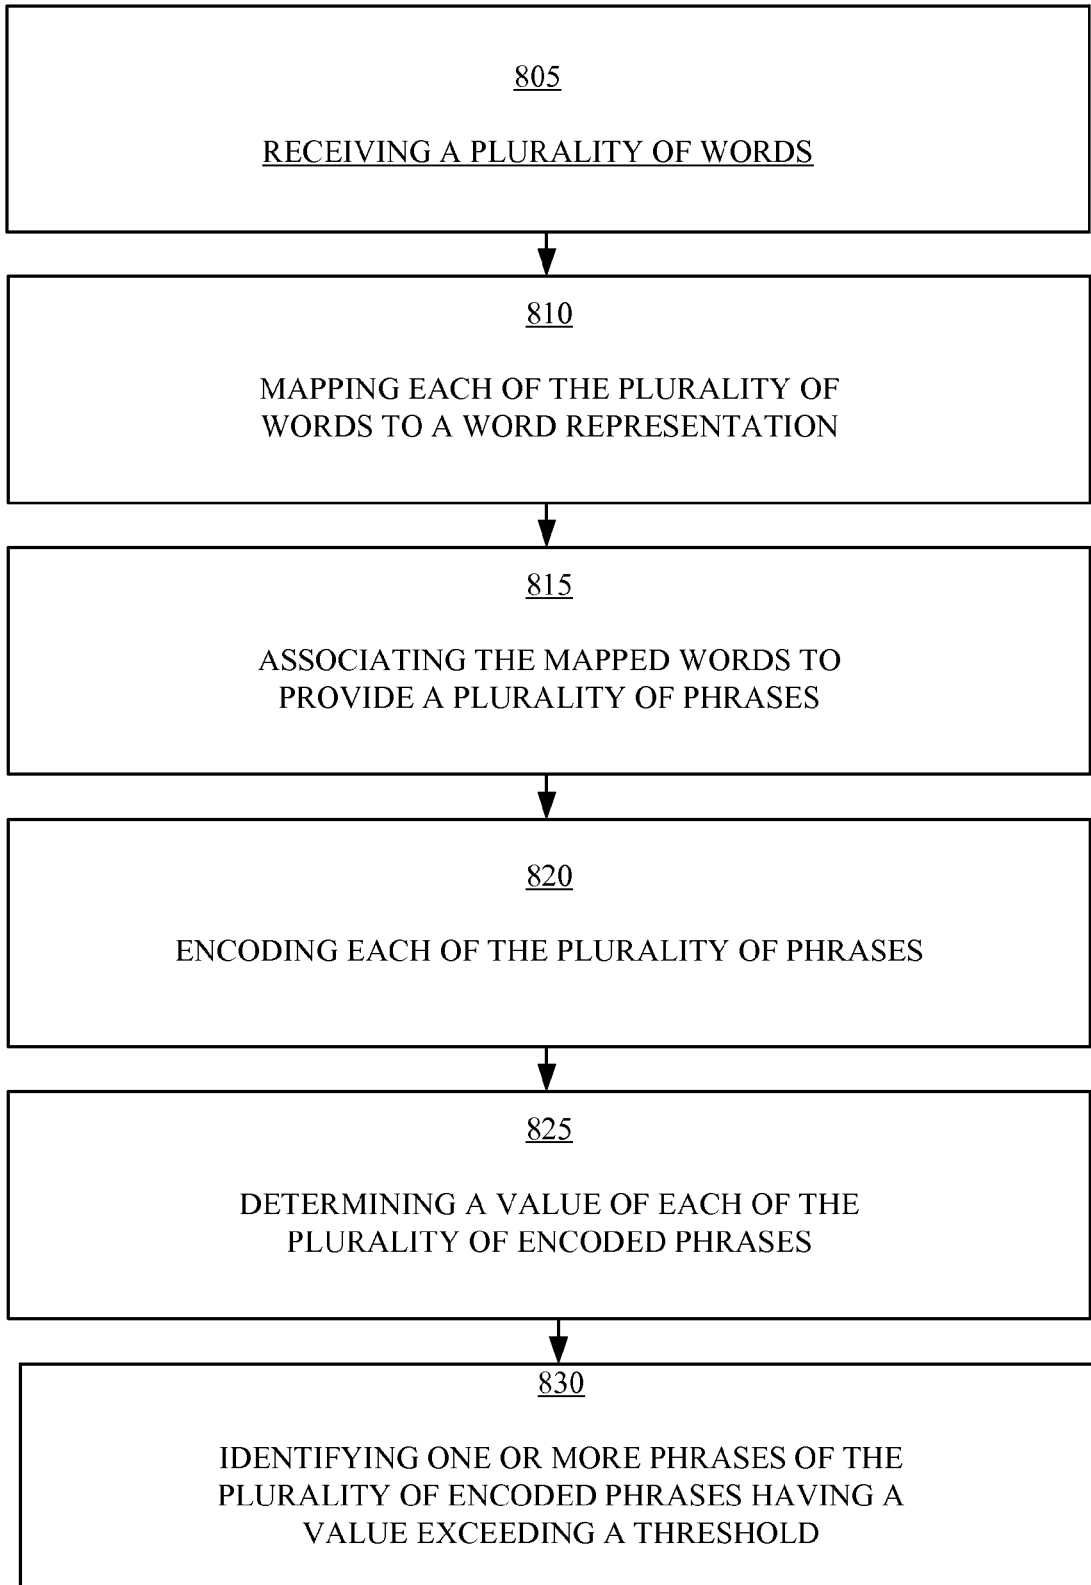 805
RECEIVING A PLURALITY OF WORDS
810
MAPPING EACH OF THE PLURALITY OF
WORDS TO A WORD REPRESENTATION
815
ASSOCIATING THE MAPPED WORDS TO
PROVIDE A PLURALITY OF PHRASES
820
ENCODING EACH OF THE PLURALITY OF PHRASES
825
DETERMINING A VALUE OF EACH OF THE
PLURALITY OF ENCODED PHRASES
830
IDENTIFYING ONE OR MORE PHRASES OF THE
PLURALITY OF ENCODED PHRASES HAVING A
VALUE EXCEEDING A THRESHOLD